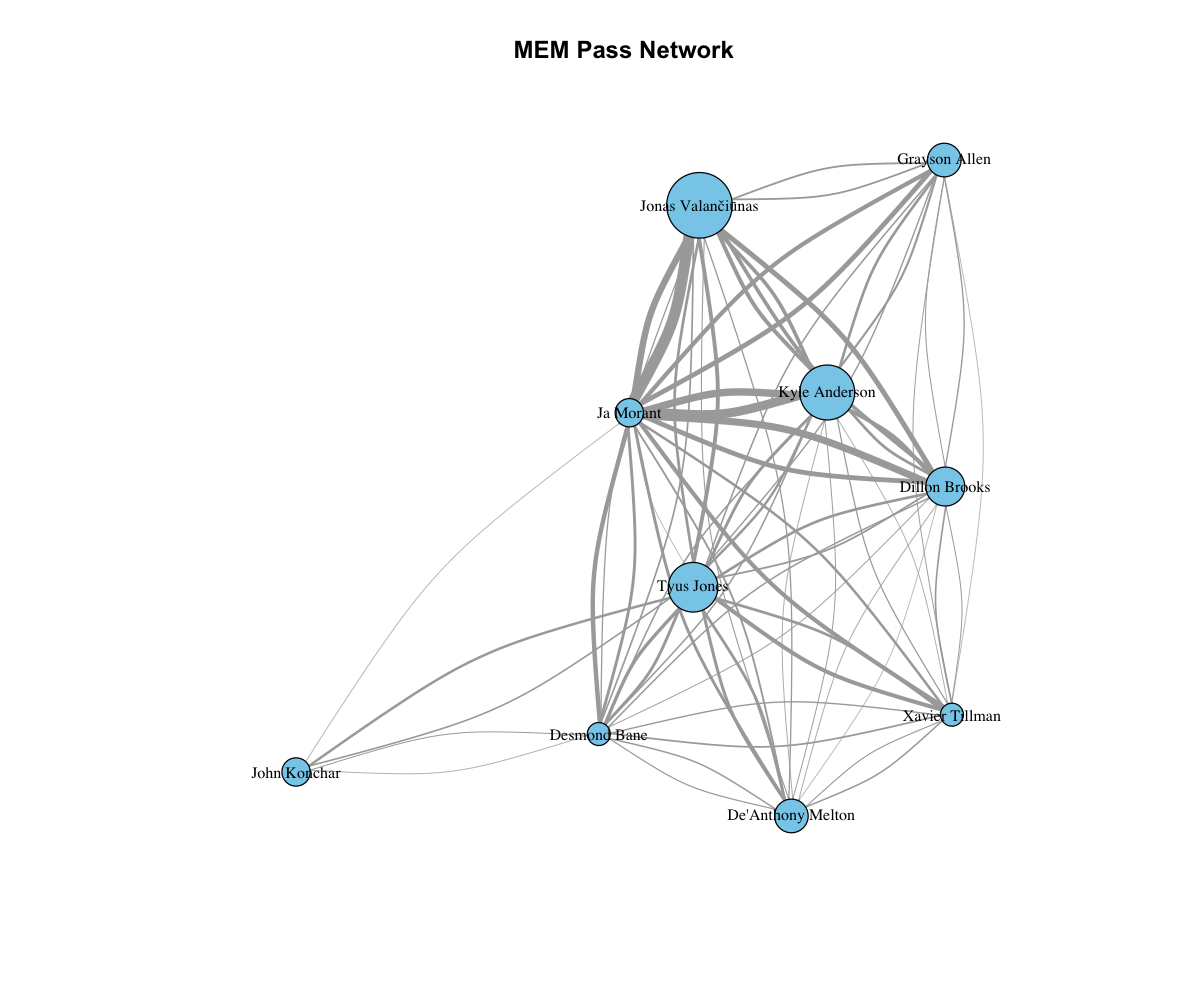 MEM Pass Network
Grayson Allen
Jonas Valančiūnas
Kyle Anderson
Ja Morant
Dillon Brooks
Tyus Jones
Xavier Tillman
Desmond Bane
John Konchar
De'Anthony Melton